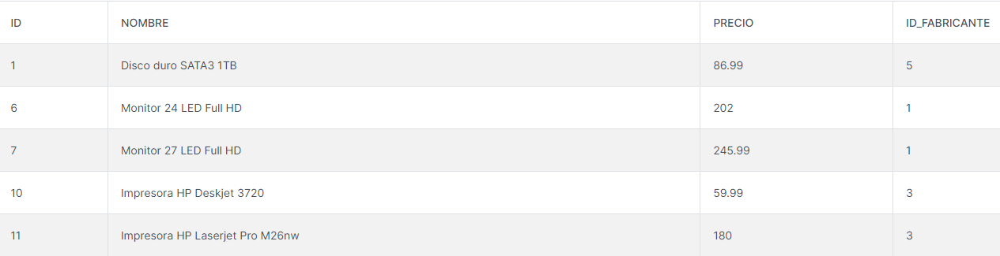 ID NOMBRE PRECIO ID_FABRICANTE
1 Disco duro SATA3 1TB 86.99 5
6 Monitor 24 LED Full HD 202 1
7 Monitor 27 LED Full HD 245.99 1
10 Impresora HP Deskjet 3720 59.99 3
11 Impresora HP Laserjet Pro M26nw 180 3